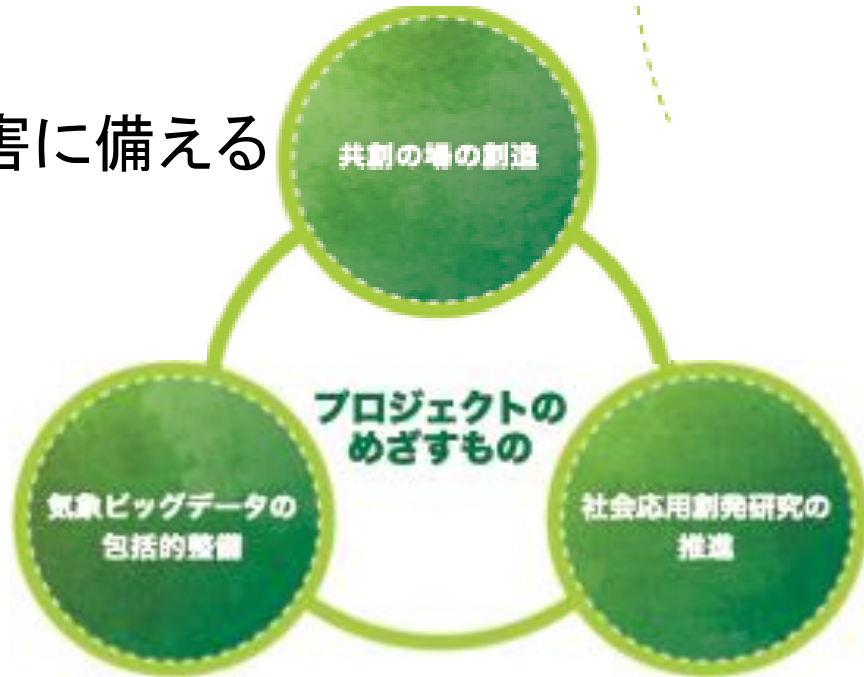 害に備える
共創の場の創造
プロジェクトの
めざすもの
気象ビッグデータの
包括的整備
社会応用創発研究の
推進